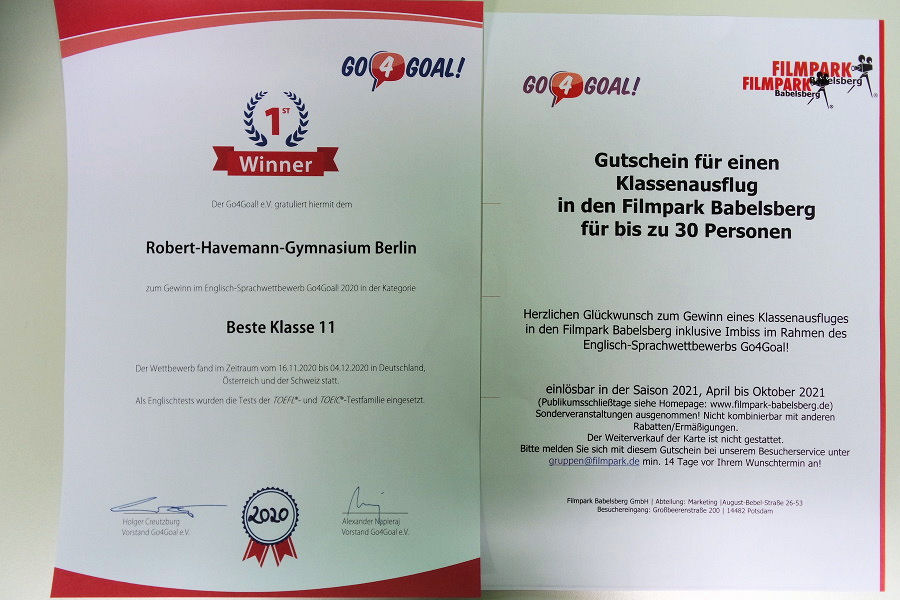 GO4GOAL!
1ST
Winner
Der Go4Goal! e.V. gratuliert hiermit dem
Robert-Havemann-Gymnasium Berlin
zum Gewinn im Englisch-Sprachwettbewerb Go4Goal! 2020 in der Kategorie
Beste Klasse 11
Der Wettbewerb fand im Zeitraum vom 16.11.2020 bis 04.12.2020 in Deutschland,
Österreich und der Schweiz statt.
Als Englischtests wurden die Tests der TOEFL®- und TOEIC®-Testfamilie eingesetzt.
Holger Creutzburg
Vorstand Go4Goal e.V.
2020
Alexander Napieraj
Vorstand Go4Goal e.V.
GO4GOAL!
FILMPARK
Babelsberg
FILMPARK
Babelsberg
Gutschein für einen
Klassenausflug
in den Filmpark Babelsberg
für bis zu 30 Personen
Herzlichen Glückwunsch zum Gewinn eines Klassenausfluges
in den Filmpark Babelsberg inklusive Imbiss im Rahmen des
Englisch-Sprachwettbewerbs Go4Goal!
einlösbar in der Saison 2021, April bis Oktober 2021
(Publikumsschließtage siehe Homepage: www.filmpark-babelsberg.de)
Sonderveranstaltungen ausgenommen! Nicht kombinierbar mit anderen
Rabatten/Ermäßigungen.
Der Weiterverkauf der Karte ist nicht gestattet.
Bitte melden Sie sich mit diesem Gutschein bei unserem Besucherservice unter
gruppen@filmpark.de min. 14 Tage vor Ihrem Wunschtermin an!
Filmpark Babelsberg GmbH | Abteilung: Marketing |August-Bebel-Straße 26-53
Besuchereingang: Großbeerenstraße 200 | 14482 Potsdam